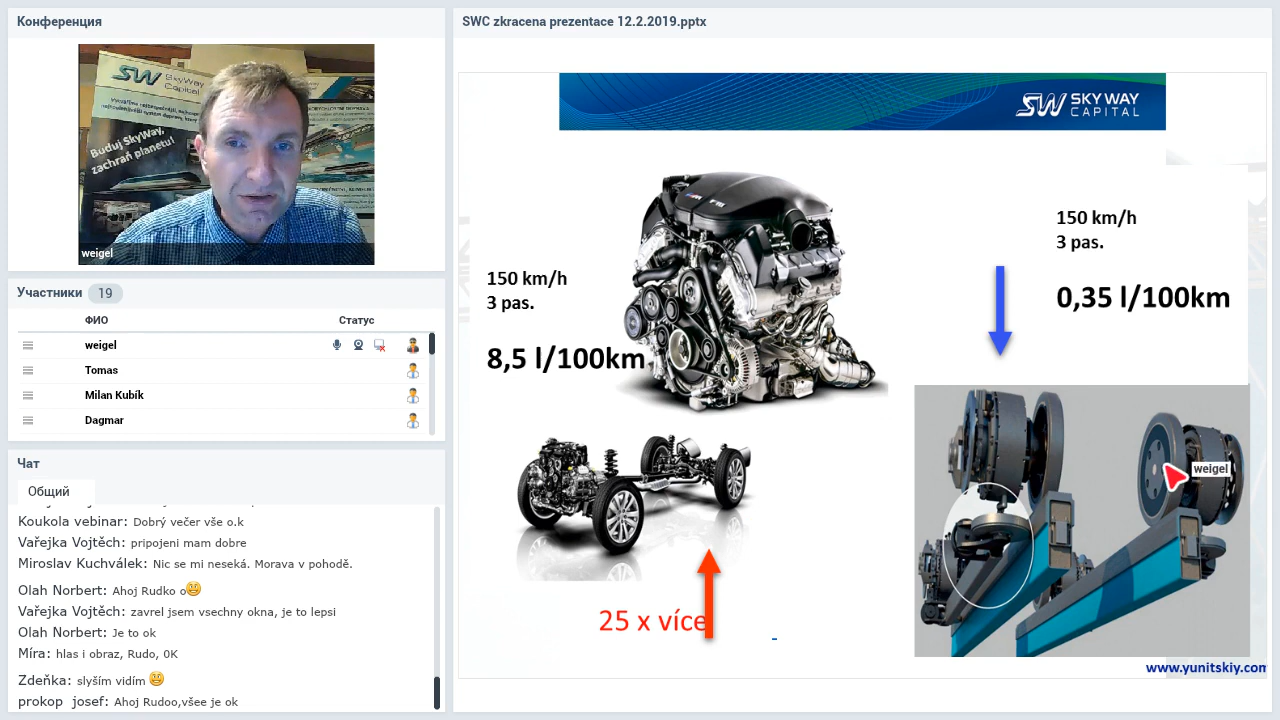 Конференция
SW SkyWay
Capital
Buduj SkyWay,
zachraň planetu!
weigel
Участники 19
ФИО Статус
weigel
Tomas
Milan Kubík
Dagmar
Чат
Общий
Koukola vebinar: Dobrý večer vše o.k
Vařejka Vojtěch: pripojeni mam dobre
Miroslav Kuchválek: Nic se mi neseká. Morava v pohodě.
Olah Norbert: Ahoj Rudko o
Vařejka Vojtěch: zavrel jsem vsechny okna, je to lepsi
Olah Norbert: Je to ok
Míra: hlas i obraz, Rudo, 0K
Zdeňka: slyším vidím
prokop josef: Ahoj Rudoo,všee je ok
SWC zkracena prezentace 12.2.2019.pptx
SW SKY WAY
CAPITAL
150 km/h
3 pas.
8,5 l/100km
25 x více
150 km/h
3 pas.
0,35 l/100km
weigel
www.yunitskiy.com